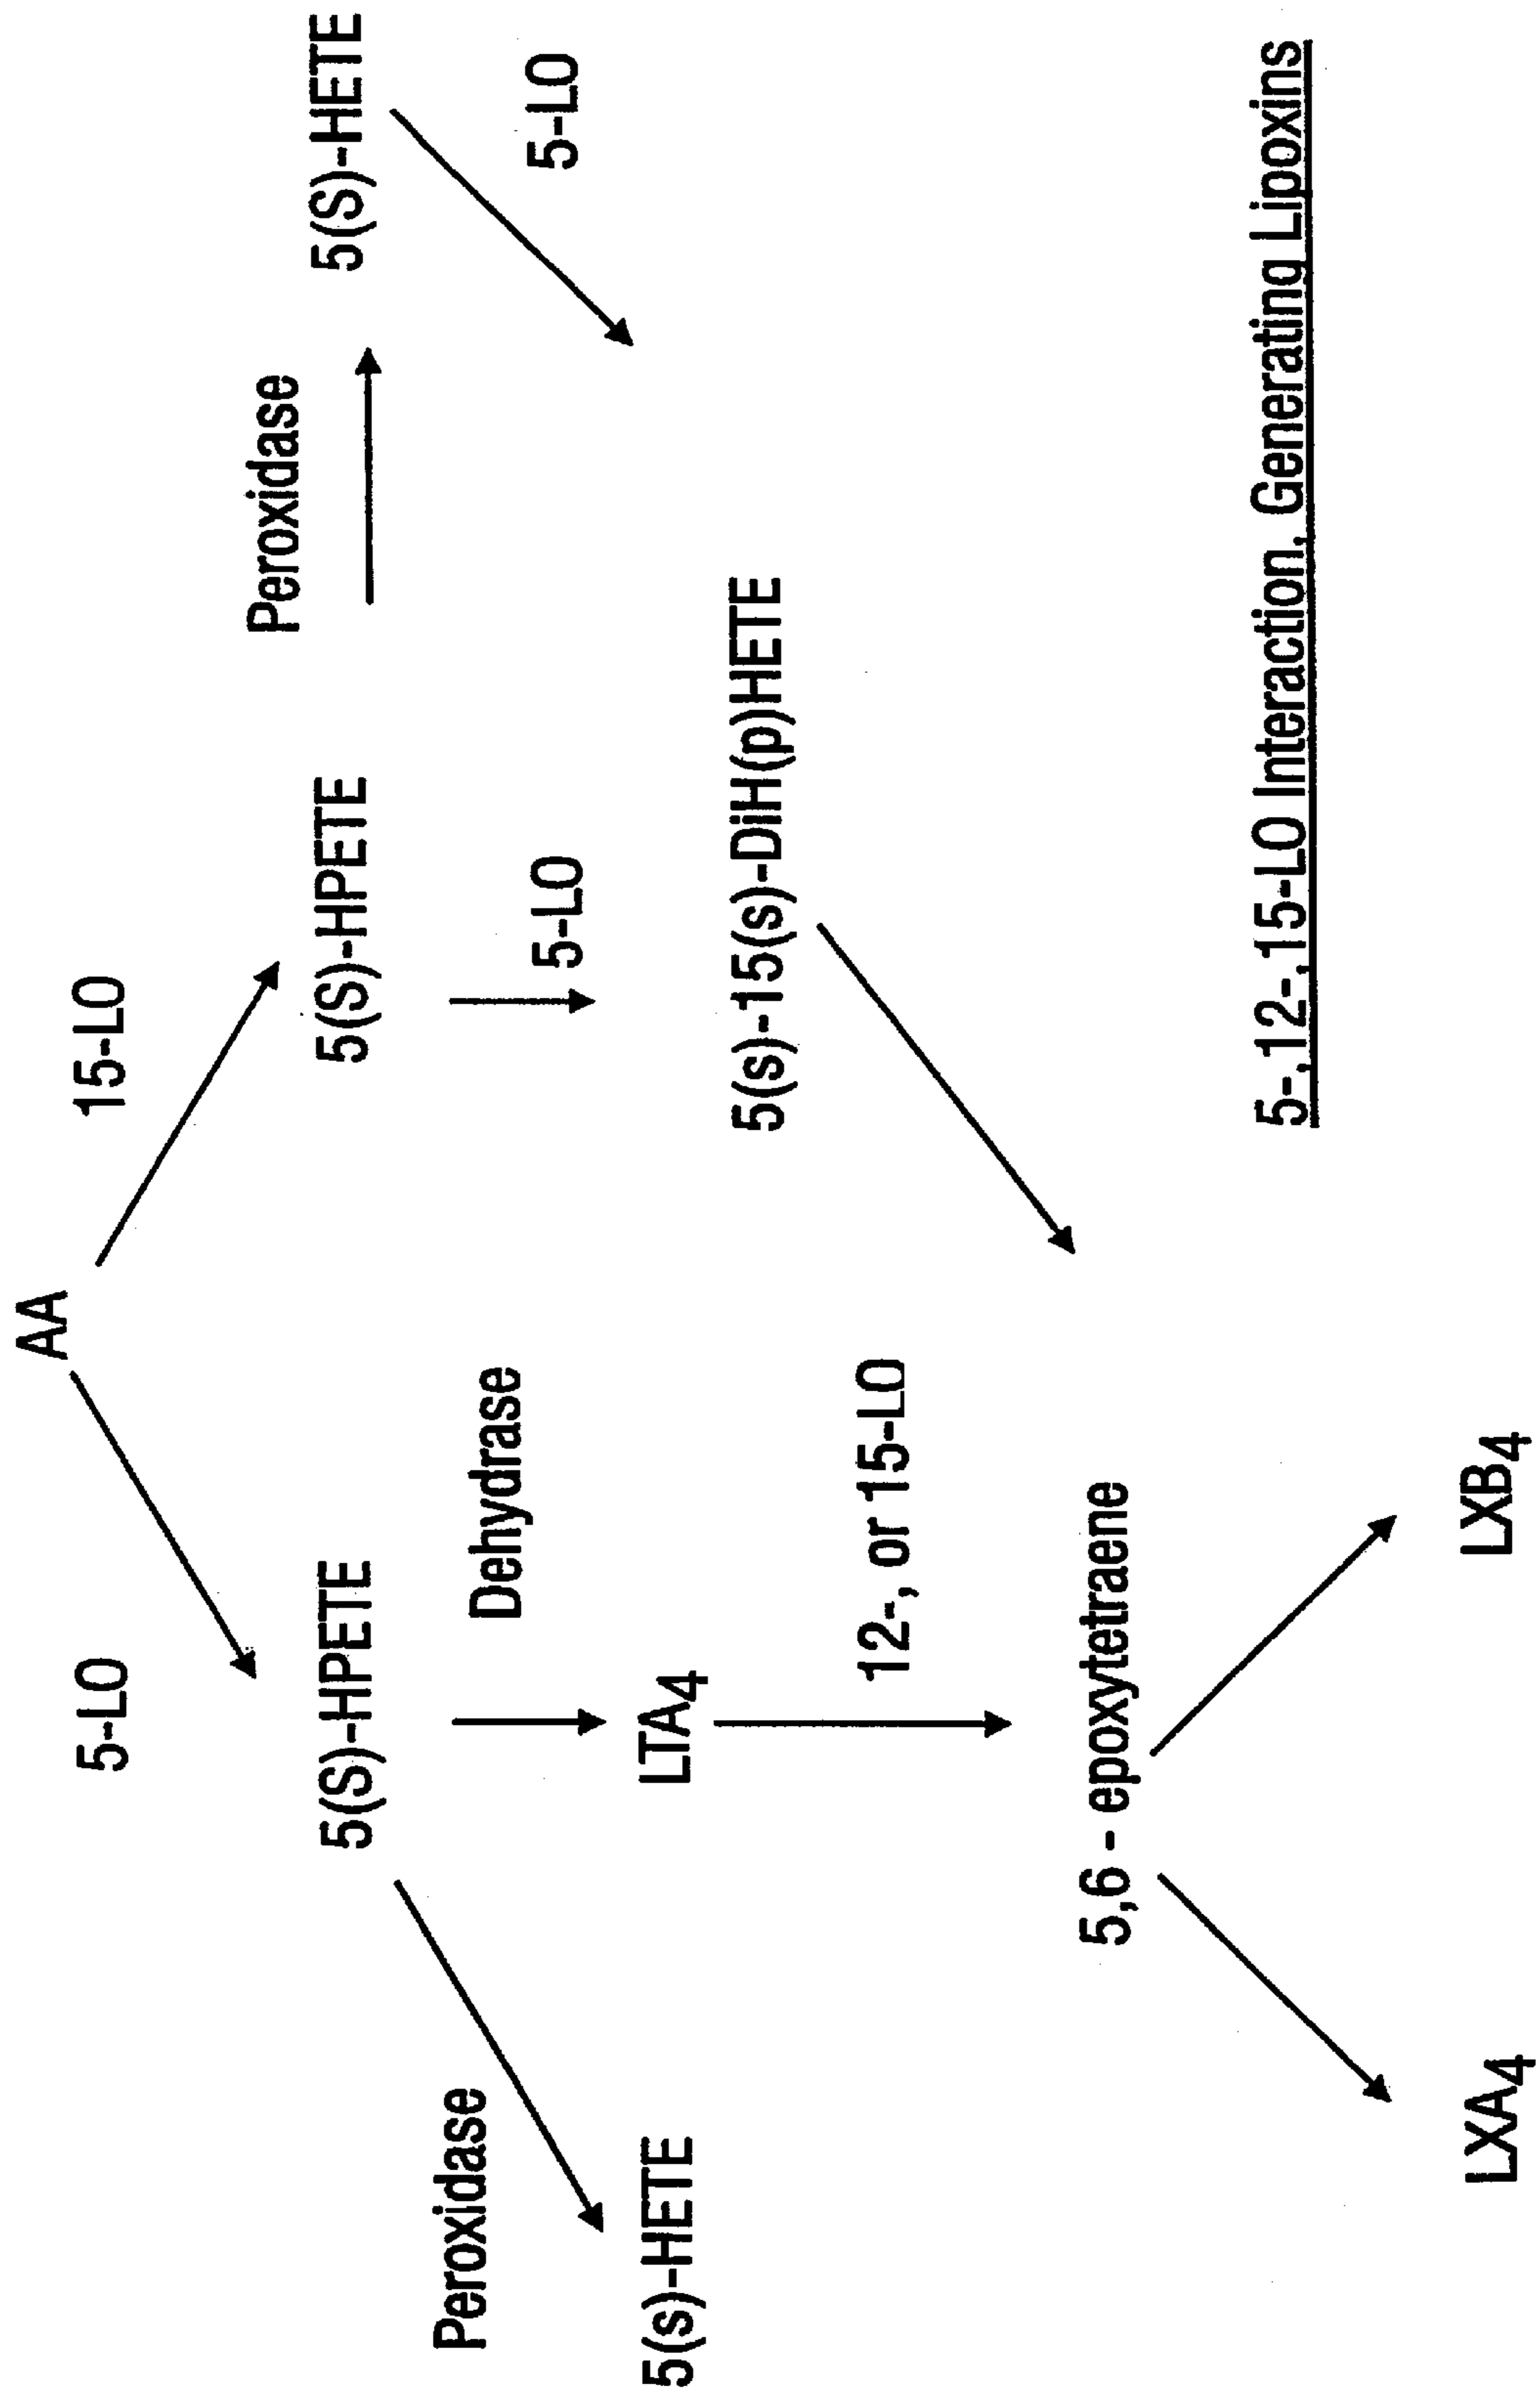 AA
5-LO
15-LO
Peroxidase
5(S)-HPETE
5(S)-HPETE
5(S)-HETE
Peroxidase
Dehydrase
5-LO
5-LO
5(s)-HETE
LTA4
5(s)-15(s)-DiH(p)HETE
12-, or 15-LO
5,6 - epoxytetraene
5-,12-,15-LO Interaction, Generating Lipoxins
LXA4
LXB4